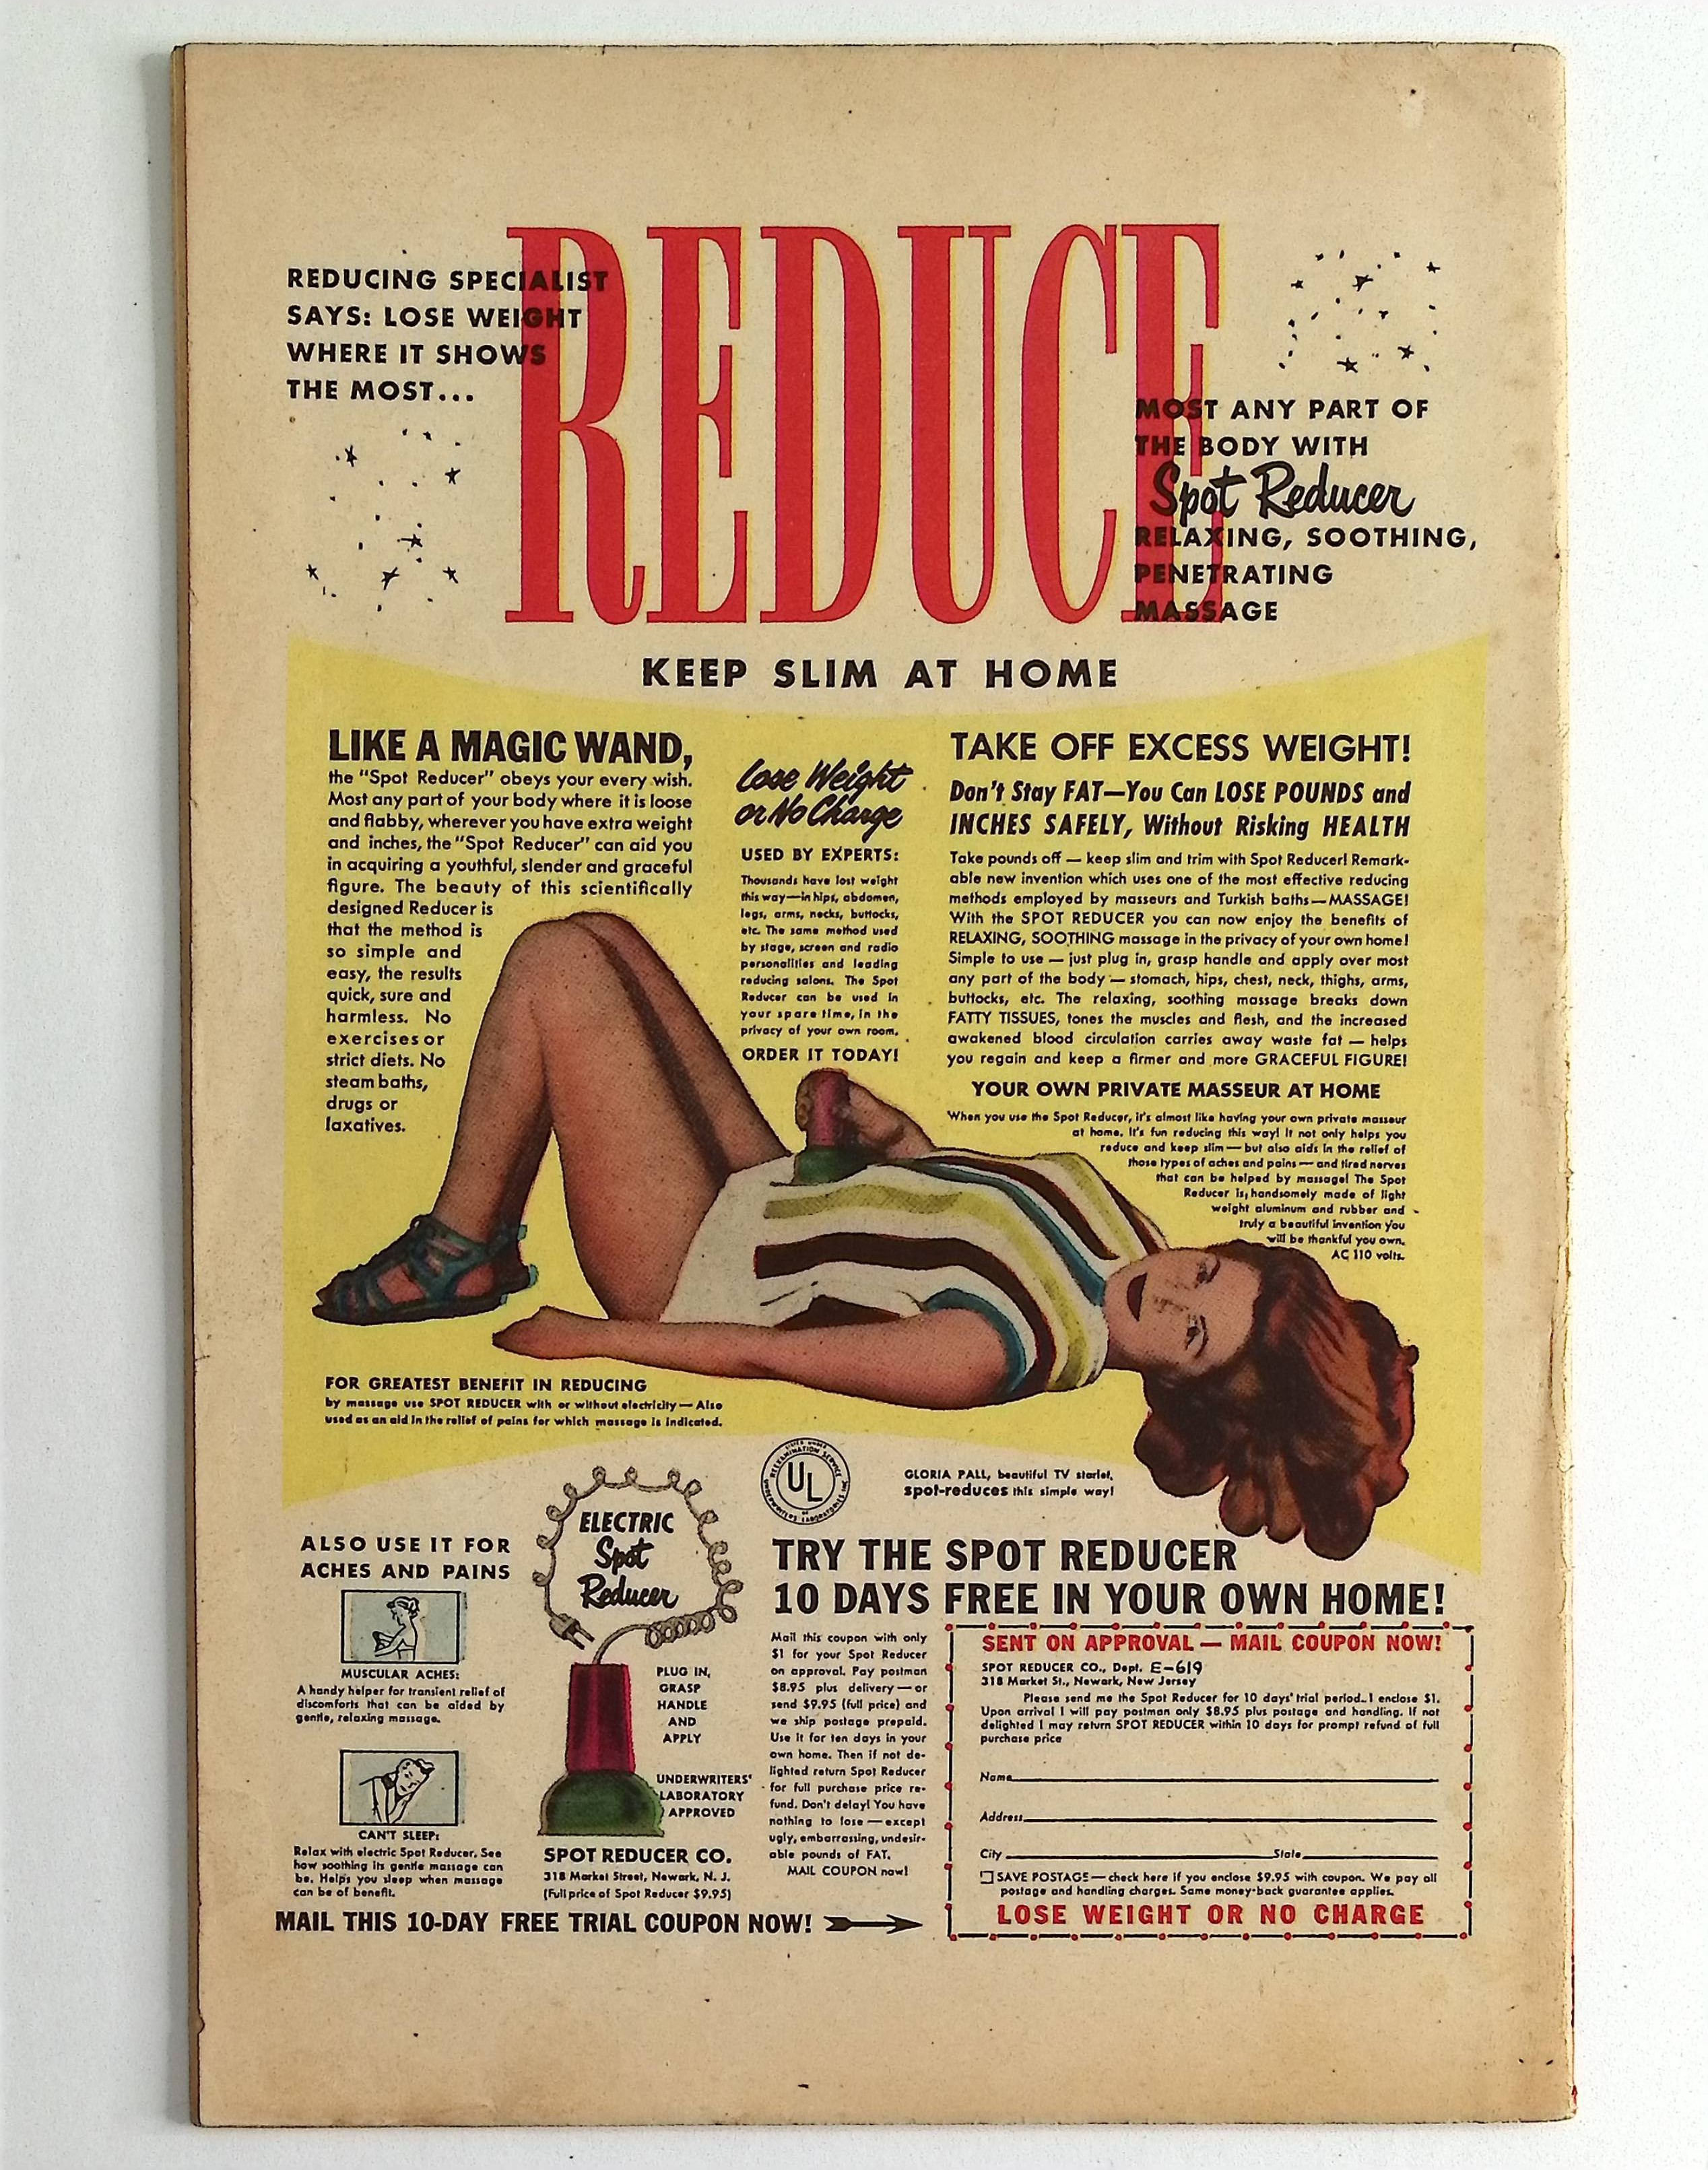 REDUCE
REDUCING SPECIALIST
SAYS: LOSE WEIGHT
WHERE IT SHOWS
THE MOST...
MOST ANY PART OF
THE BODY WITH
Spot Reducer
RELAXING, SOOTHING,
PENETRATING
MASSAGE
KEEP SLIM AT HOME
LIKE A MAGIC WAND,
the "Spot Reducer" obeys your every wish.
Most any part of your body where it is loose
and flabby, wherever you have extra weight
and inches, the "Spot Reducer" can aid you
in acquiring a youthful, slender and graceful
figure. The beauty of this scientifically
designed Reducer is
that the method is
so simple and
easy, the results
quick, sure and
harmless. No
exercises or
strict diets. No
steam baths,
drugs or
laxatives.
Lose Weight
or No Charge
USED BY EXPERTS:
Thousands have lost weight
this way—in hips, abdomen,
legs, arms, necks, buttocks,
etc. The same method used
by stage, screen and radio
personalities and leading
reducing salons. The Spot
Reducer can be used in
your spare time, in the
privacy of your own room.
ORDER IT TODAY!
TAKE OFF EXCESS WEIGHT!
Don't Stay FAT—You Can LOSE POUNDS and
INCHES SAFELY, Without Risking HEALTH
Take pounds off — keep slim and trim with Spot Reducer! Remark-
able new invention which uses one of the most effective reducing
methods employed by masseurs and Turkish baths—MASSAGE!
With the SPOT REDUCER you can now enjoy the benefits of
RELAXING, SOOTHING massage in the privacy of your own home!
Simple to use — just plug in, grasp handle and apply over most
any part of the body — stomach, hips, chest, neck, thighs, arms,
buttocks, etc. The relaxing, soothing massage breaks down
FATTY TISSUES, tones the muscles and flesh, and the increased
awakened blood circulation carries away waste fat — helps
you regain and keep a firmer and more GRACEFUL FIGURE!
YOUR OWN PRIVATE MASSEUR AT HOME
When you use the Spot Reducer, it's almost like having your own private masseur
at home. It's fun reducing this way! It not only helps you
reduce and keep slim — but also aids in the relief of
those types of aches and pains — and tired nerves
that can be helped by massage! The Spot
Reducer is, handsomely made of light
weight aluminum and rubber and
truly a beautiful invention you
will be thankful you own.
AC 110 volts.
FOR GREATEST BENEFIT IN REDUCING
by massage use SPOT REDUCER with or without electricity — Also
used as an aid in the relief of pains for which massage is indicated.
UL
REEXAMINATION SERVICE
UNDERWRITERS' LABORATORIES INC.
GLORIA PALL, beautiful TV starlet,
spot-reduces this simple way!
ALSO USE IT FOR
ACHES AND PAINS
MUSCULAR ACHES:
A handy helper for transient relief of
discomforts that can be aided by
gentle, relaxing massage.
CAN'T SLEEP:
Relax with electric Spot Reducer. See
how soothing its gentle massage can
be. Helps you sleep when massage
can be of benefit.
ELECTRIC
Spot
Reducer
PLUG IN,
GRASP
HANDLE
AND
APPLY
UNDERWRITERS'
LABORATORY
APPROVED
SPOT REDUCER CO.
318 Market Street, Newark, N. J.
(Full price of Spot Reducer $9.95)
TRY THE SPOT REDUCER
10 DAYS FREE IN YOUR OWN HOME!
Mail this coupon with only
$1 for your Spot Reducer
on approval. Pay postman
$8.95 plus delivery — or
send $9.95 (full price) and
we ship postage prepaid.
Use it for ten days in your
own home. Then if not de-
lighted return Spot Reducer
for full purchase price re-
fund. Don't delay! You have
nothing to lose — except
ugly, embarrassing, undesir-
able pounds of FAT.
MAIL COUPON now!
SENT ON APPROVAL — MAIL COUPON NOW!
SPOT REDUCER CO., Dept. E-619
318 Market St., Newark, New Jersey
Please send me the Spot Reducer for 10 days' trial period. I enclose $1.
Upon arrival I will pay postman only $8.95 plus postage and handling. If not
delighted I may return SPOT REDUCER within 10 days for prompt refund of full
purchase price
Name
Address
City State
SAVE POSTAGE — check here if you enclose $9.95 with coupon. We pay all
postage and handling charges. Same money-back guarantee applies.
LOSE WEIGHT OR NO CHARGE
MAIL THIS 10-DAY FREE TRIAL COUPON NOW!